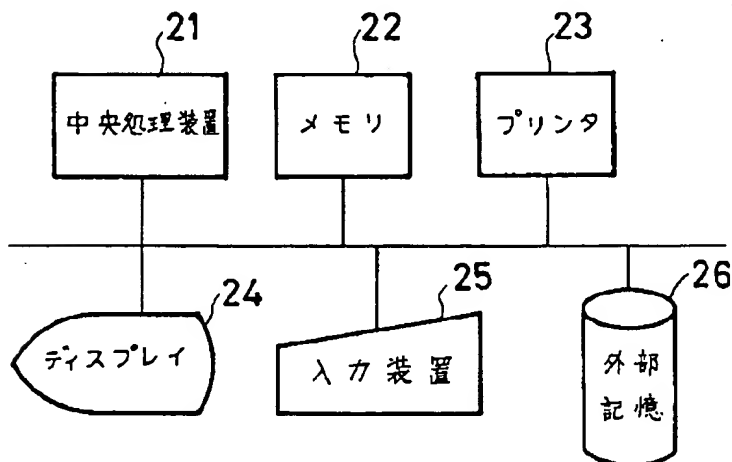 21
22
23
中央処理装置
メモリ
プリンタ
24
25
26
ディスプレイ
入力装置
外部
記憶